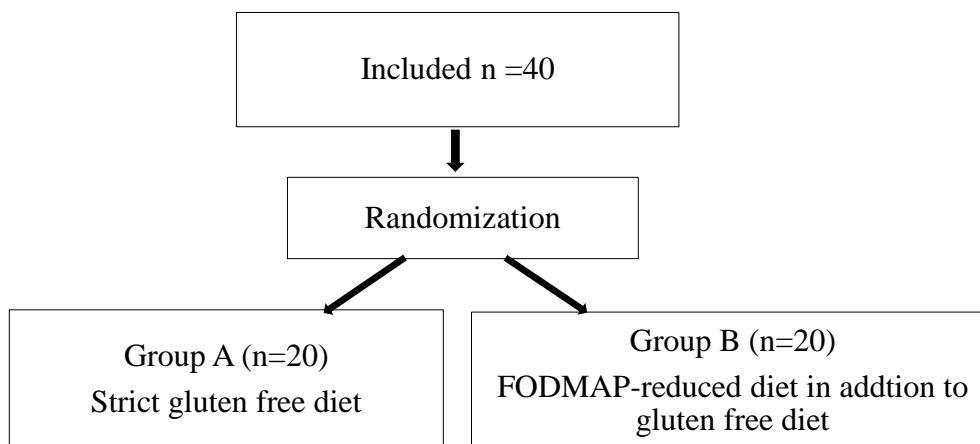 Included n =40
Randomization
Group A (n=20)
Strict gluten free diet
Group B (n=20)
FODMAP-reduced diet in addtion to
gluten free diet